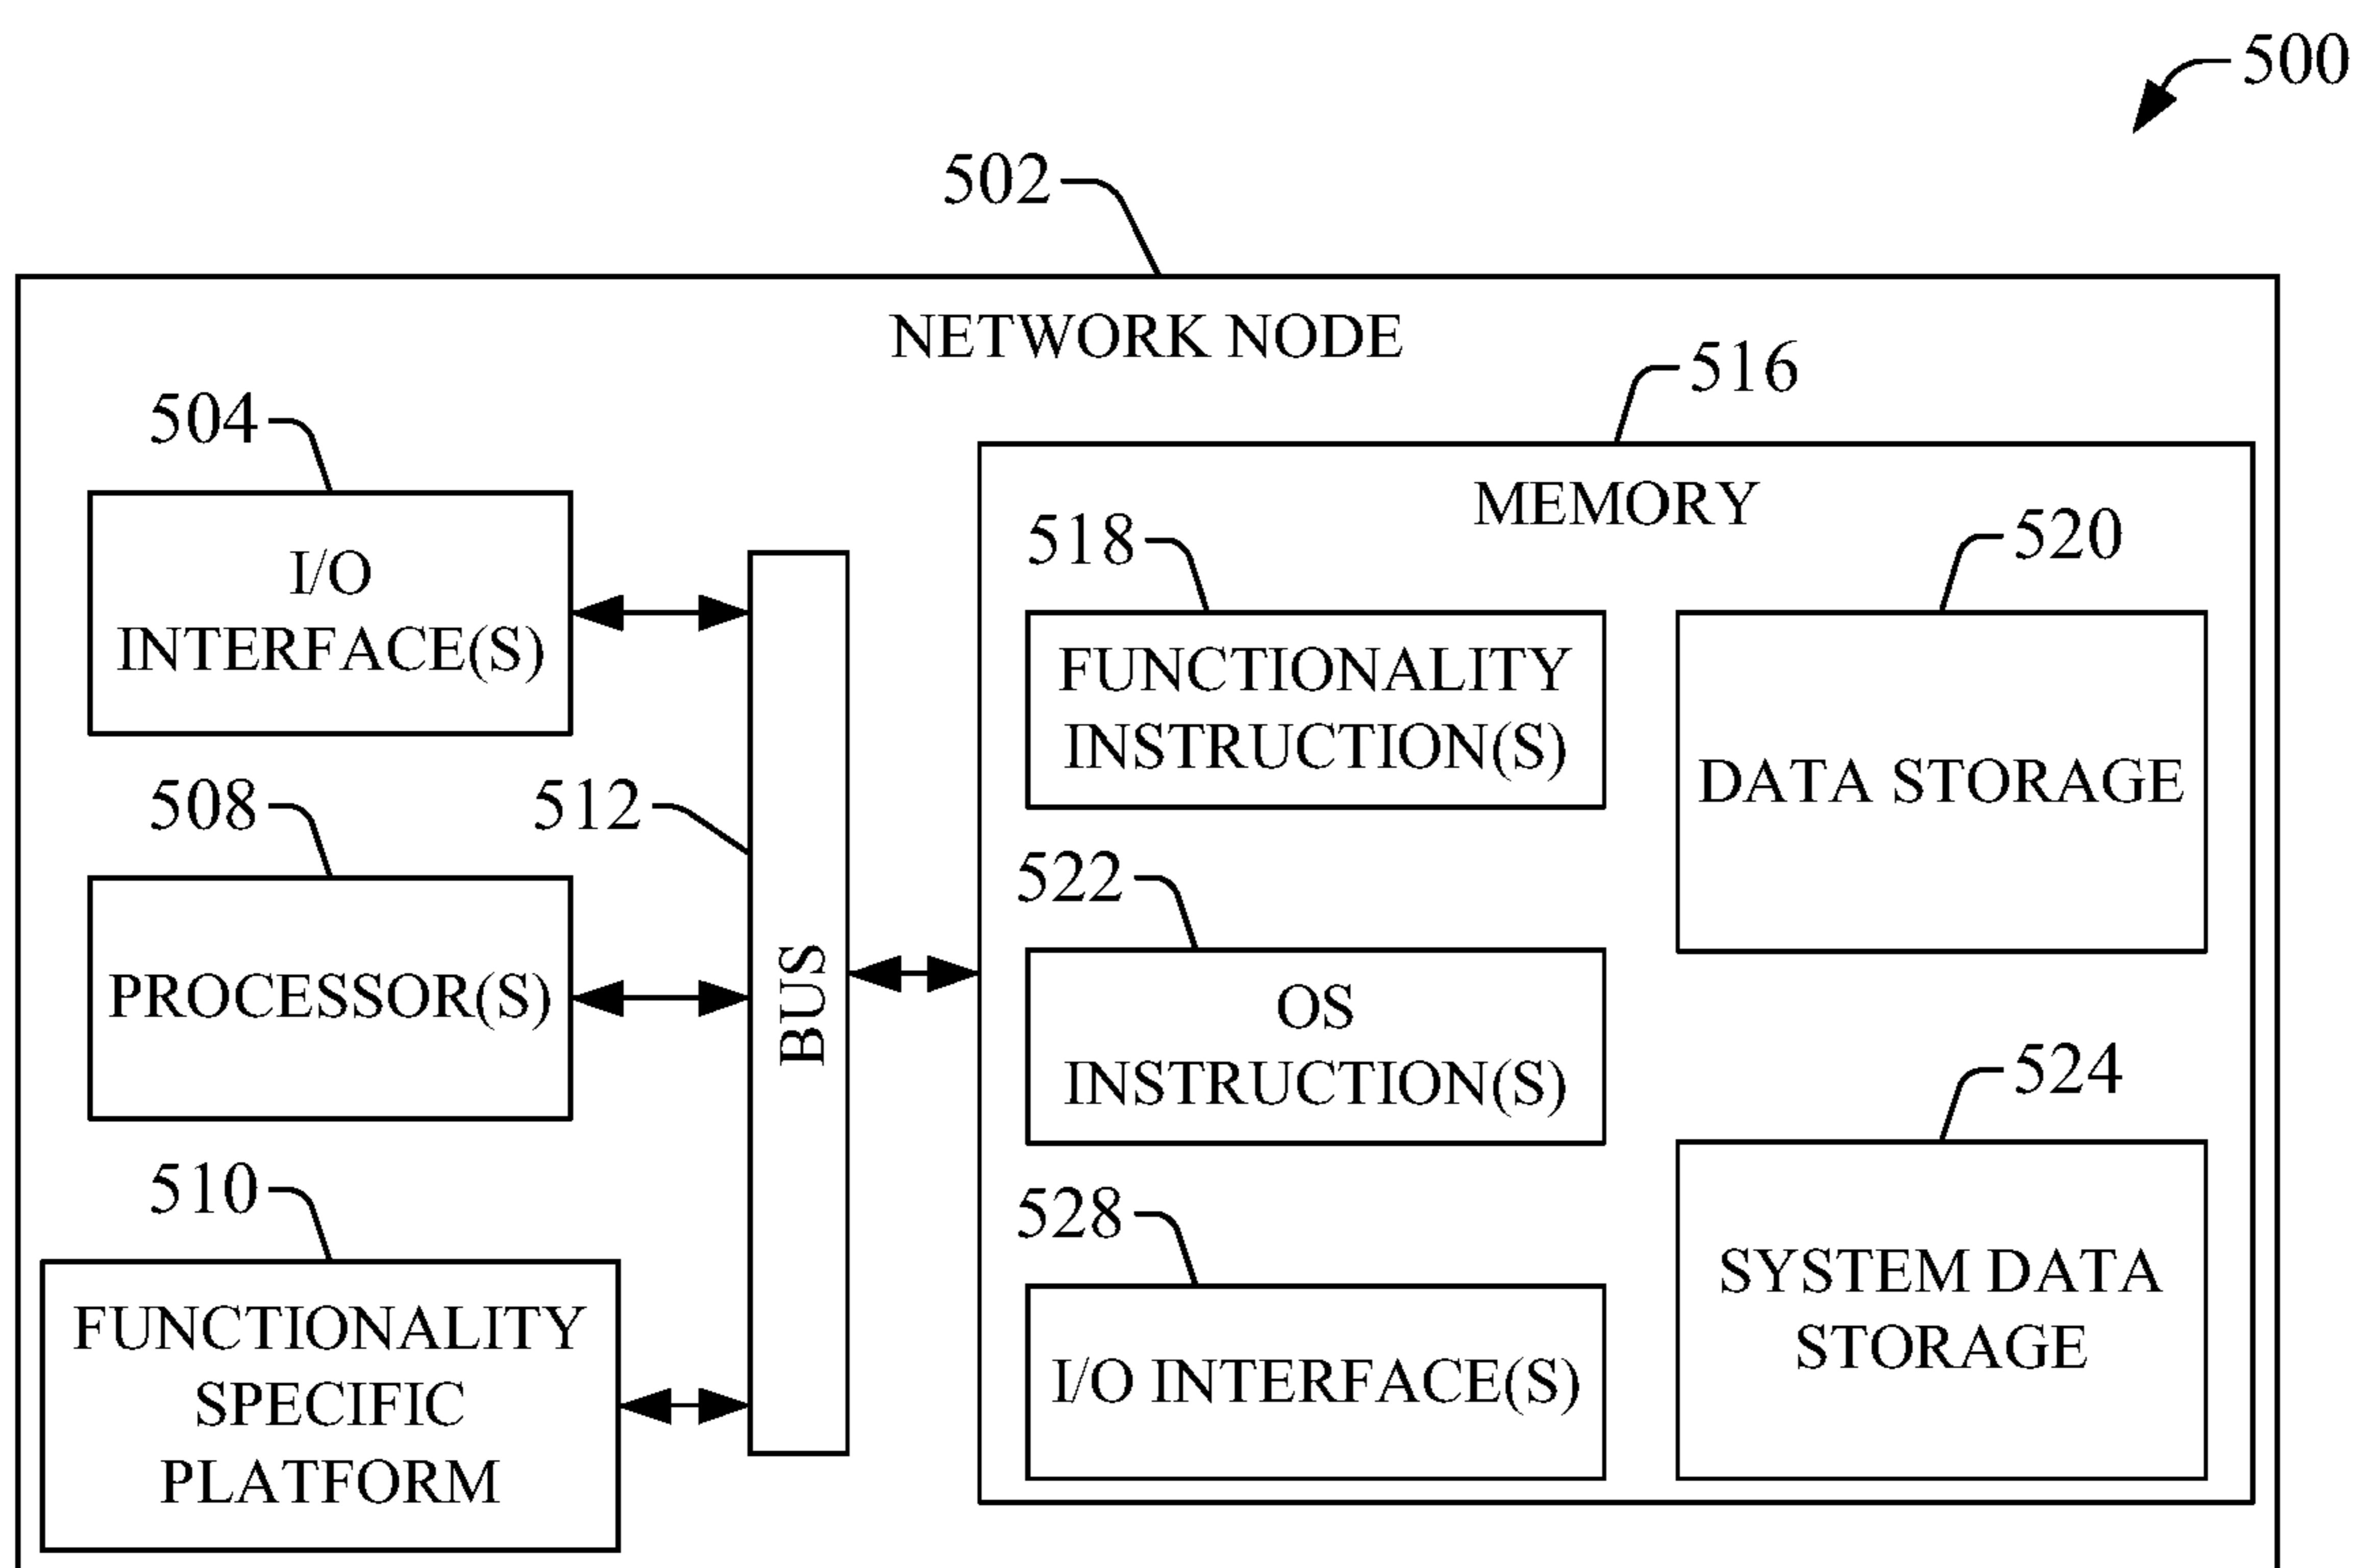 500
502
NETWORK NODE
516
504
MEMORY
518
520
I/O
INTERFACE(S)
FUNCTIONALITY
INSTRUCTION(S)
DATA STORAGE
508
512
522
PROCESSOR(S)
BUS
OS
INSTRUCTION(S)
524
510
528
FUNCTIONALITY
SPECIFIC
PLATFORM
I/O INTERFACE(S)
SYSTEM DATA
STORAGE